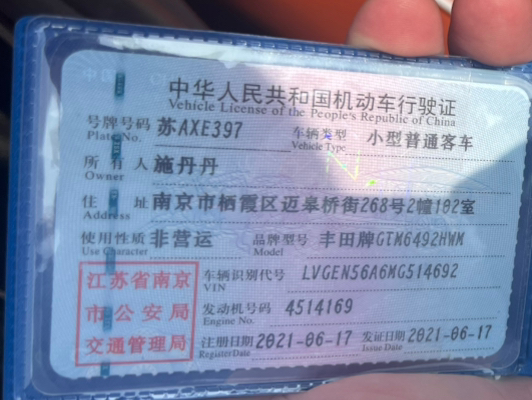 中华人民共和国机动车行驶证
Vehicle License of the People's Republic of China
号牌号码 苏AXE397 车辆类型 小型普通客车
Plate No. Vehicle Type
所有人 施丹丹
Owner
住址 南京市栖霞区迈皋桥街268号2幢102室
Address
使用性质 非营运 品牌型号 丰田牌GTM6492HWM
Use Character Model
江苏省南京
市公安局
交通管理局
车辆识别代号 LVGEN56A6MG514692
VIN
发动机号码 4514169
Engine No.
注册日期 2021-06-17 发证日期 2021-06-17
Register Date Issue Date